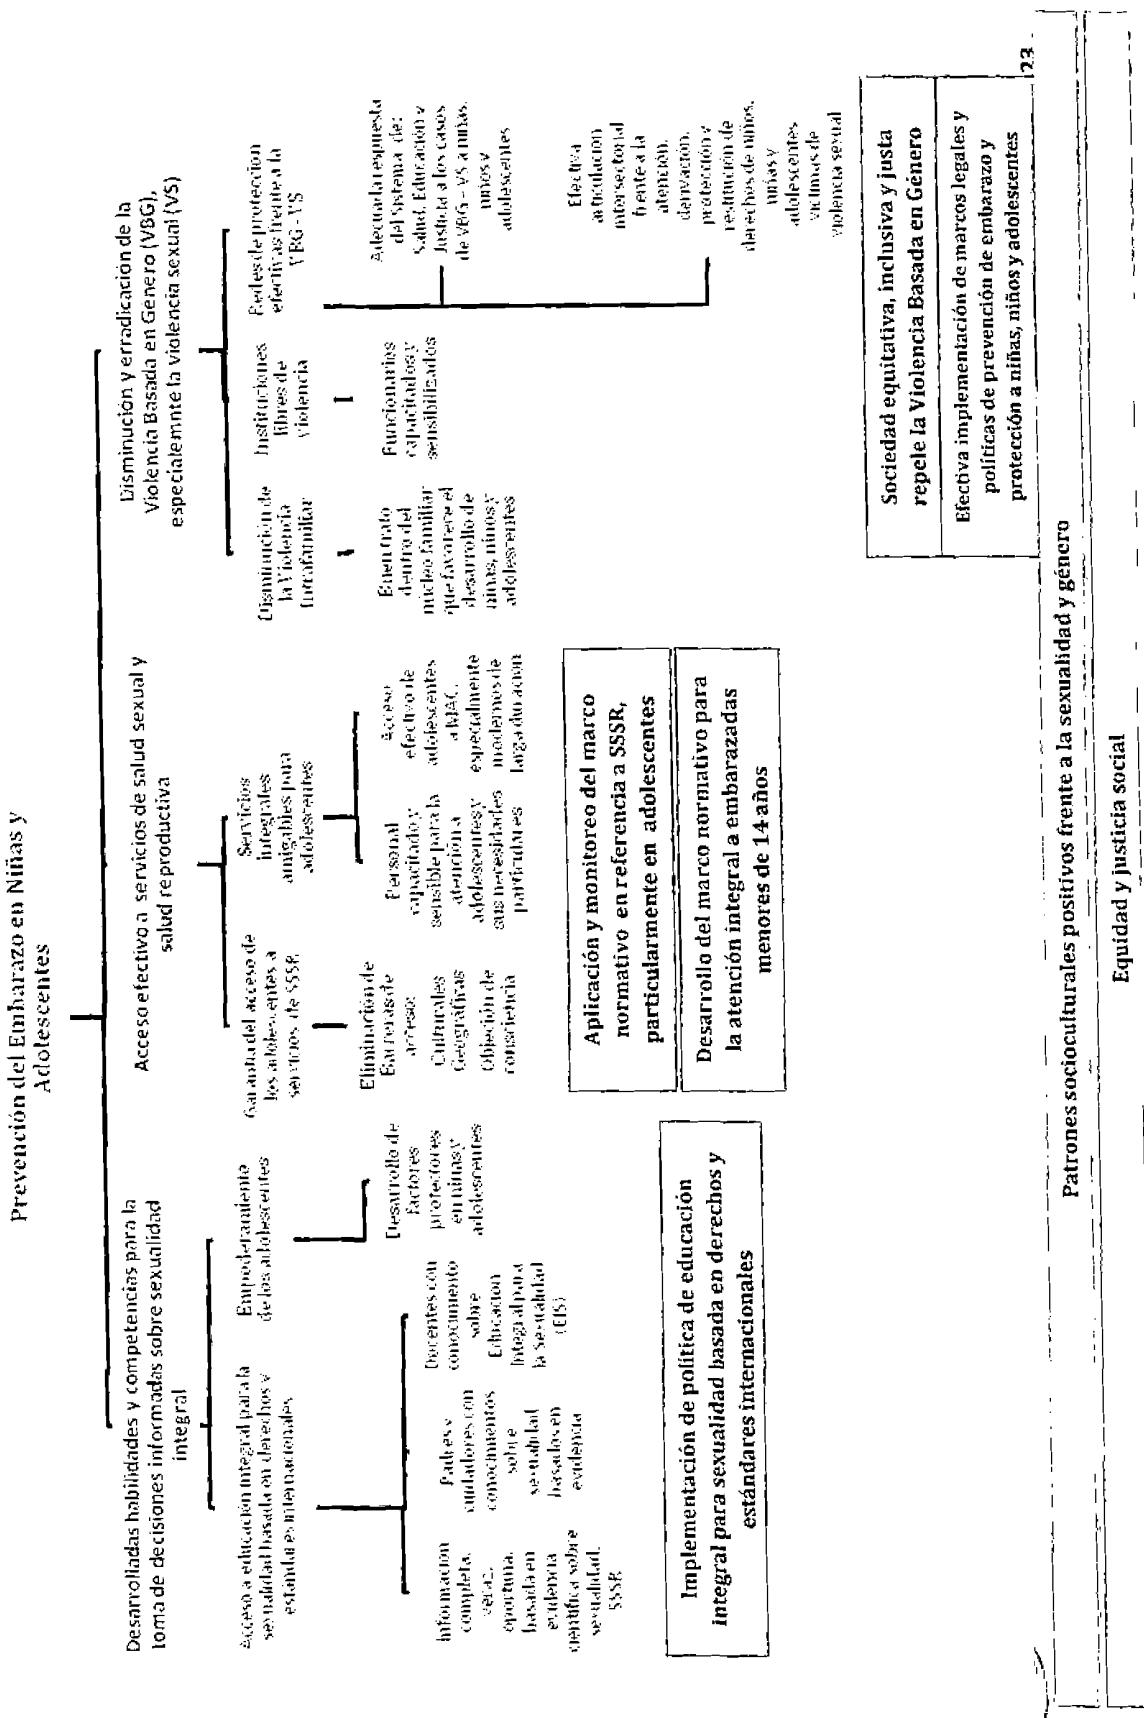 Prevención del Embarazo en Niñas y
Adolescentes
Desarrolladas habilidades y competencias para la
toma de decisiones informadas sobre sexualidad
integral
Acceso a educación integral para la
sexualidad basada en derechos y
estándares internacionales
Información
completa,
veraz,
oportuna,
basada en
evidencia
científica sobre
sexualidad.
SSSR
Padres y
cuidadores con
conocimientos
sobre
sexualidad
basados en
evidencia
Docentes con
conocimiento
sobre
Educación
Integral para
la Sexualidad
(EIS)
Empoderamiento
de los adolescentes
Desarrollo de
factores
protectores
en niñas y
adolescentes
Implementación de política de educación
integral para sexualidad basada en derechos y
estándares internacionales
Acceso efectivo a servicios de salud sexual y
salud reproductiva
Garantía del acceso de
los adolescentes a
servicios de SSSR
Eliminación de
Barreras de
acceso:
Culturales
Geográficas
Objeción de
consciencia
Servicios
integrales
amigables para
adolescentes
Personal
capacitado y
sensible para la
atención a
adolescentes y
sus necesidades
particulares
Acceso
efectivo de
adolescentes
a MAC,
especialmente
modernos de
larga duración
Aplicación y monitoreo del marco
normativo en referencia a SSSR,
particularmente en adolescentes
Desarrollo del marco normativo para
la atención integral a embarazadas
menores de 14 años
Disminución y erradicación de la
Violencia Basada en Género (VBG),
especialemnte la violencia sexual (VS)
Disminución de
la Violencia
Intrafamiliar
Buen trato
dentro del
núcleo familiar
que favorere el
desarrollo de
niñas, niños y
adolescentes
Instituciones
libres de
violencia
Funcionarios
capacitados y
sensibilizados
Redes de protección
efectivas frente a la
VBG - VS
Adecuada respuesta
del Sistema de:
Salud, Educación y
Justicia a los casos
de VBG - VS a niñas,
niños y
adolescentes
Efectiva
articulación
intersectorial
frente a la
atención,
derivación,
protección y
restitución de
derechos de niños,
niñas y
adolescentes
víctimas de
violencia sexual
Sociedad equitativa, inclusiva y justa
repele la Violencia Basada en Género
Efectiva implementación de marcos legales y
políticas de prevención de embarazo y
protección a niñas, niños y adolescentes
23
Patrones socioculturales positivos frente a la sexualidad y género
Equidad y justicia social